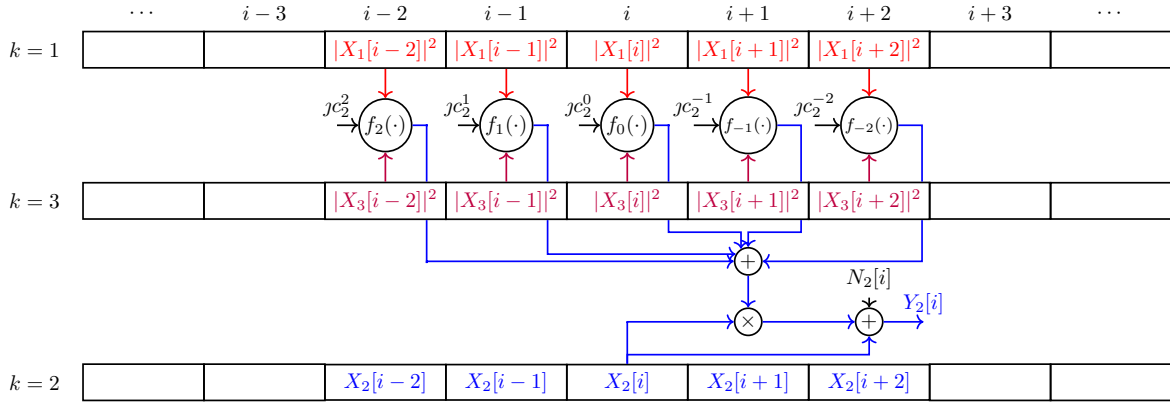 ⋯ i − 3 i − 2 i − 1 i i + 1 i + 2 i + 3 ⋯
k = 1 |X₁[i − 2]|² |X₁[i − 1]|² |X₁[i]|² |X₁[i + 1]|² |X₁[i + 2]|²
ȷc₂² ȷc₂¹ ȷc₂⁰ ȷc₂⁻¹ ȷc₂⁻²
f₂(·) f₁(·) f₀(·) f₋₁(·) f₋₂(·)
k = 3 |X₃[i − 2]|² |X₃[i − 1]|² |X₃[i]|² |X₃[i + 1]|² |X₃[i + 2]|²
+
N₂[i]
Y₂[i]
× +
k = 2 X₂[i − 2] X₂[i − 1] X₂[i] X₂[i + 1] X₂[i + 2]